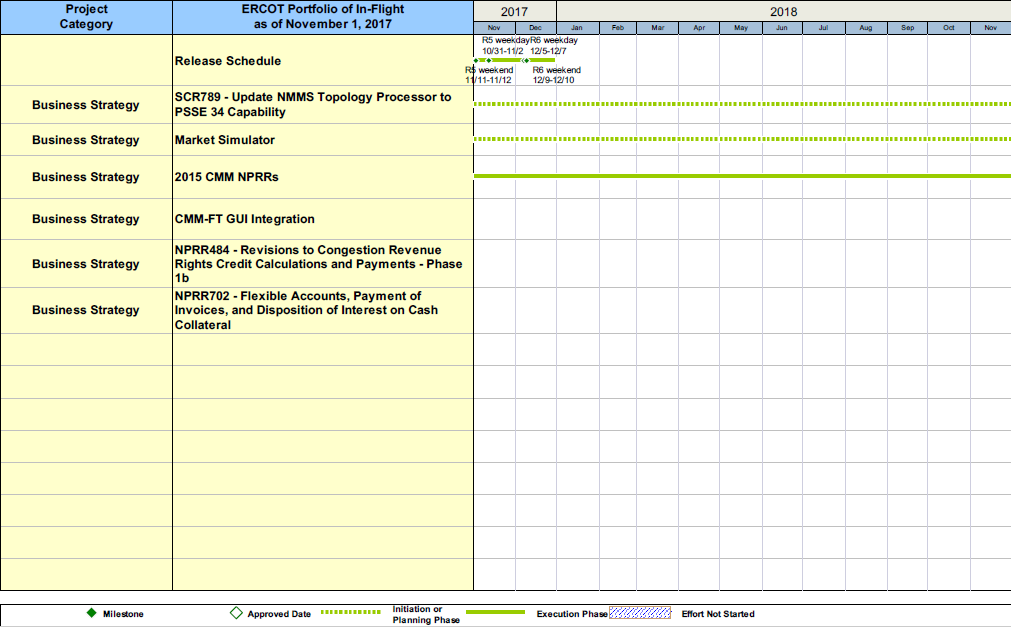 Project Category
ERCOT Portfolio of In-Flight
as of November 1, 2017
2017
2018
Nov Dec Jan Feb Mar Apr May Jun Jul Aug Sep Oct Nov
Release Schedule
R5 weekday R6 weekday
10/31-11/2 12/5-12/7
R5 weekend R6 weekend
11/11-11/12 12/9-12/10
Business Strategy
SCR789 - Update NMMS Topology Processor to
PSSE 34 Capability
Business Strategy
Market Simulator
Business Strategy
2015 CMM NPRRs
Business Strategy
CMM-FT GUI Integration
Business Strategy
NPRR484 - Revisions to Congestion Revenue
Rights Credit Calculations and Payments - Phase
1b
Business Strategy
NPRR702 - Flexible Accounts, Payment of
Invoices, and Disposition of Interest on Cash
Collateral
Milestone
Approved Date
Initiation or
Planning Phase
Execution Phase
Effort Not Started